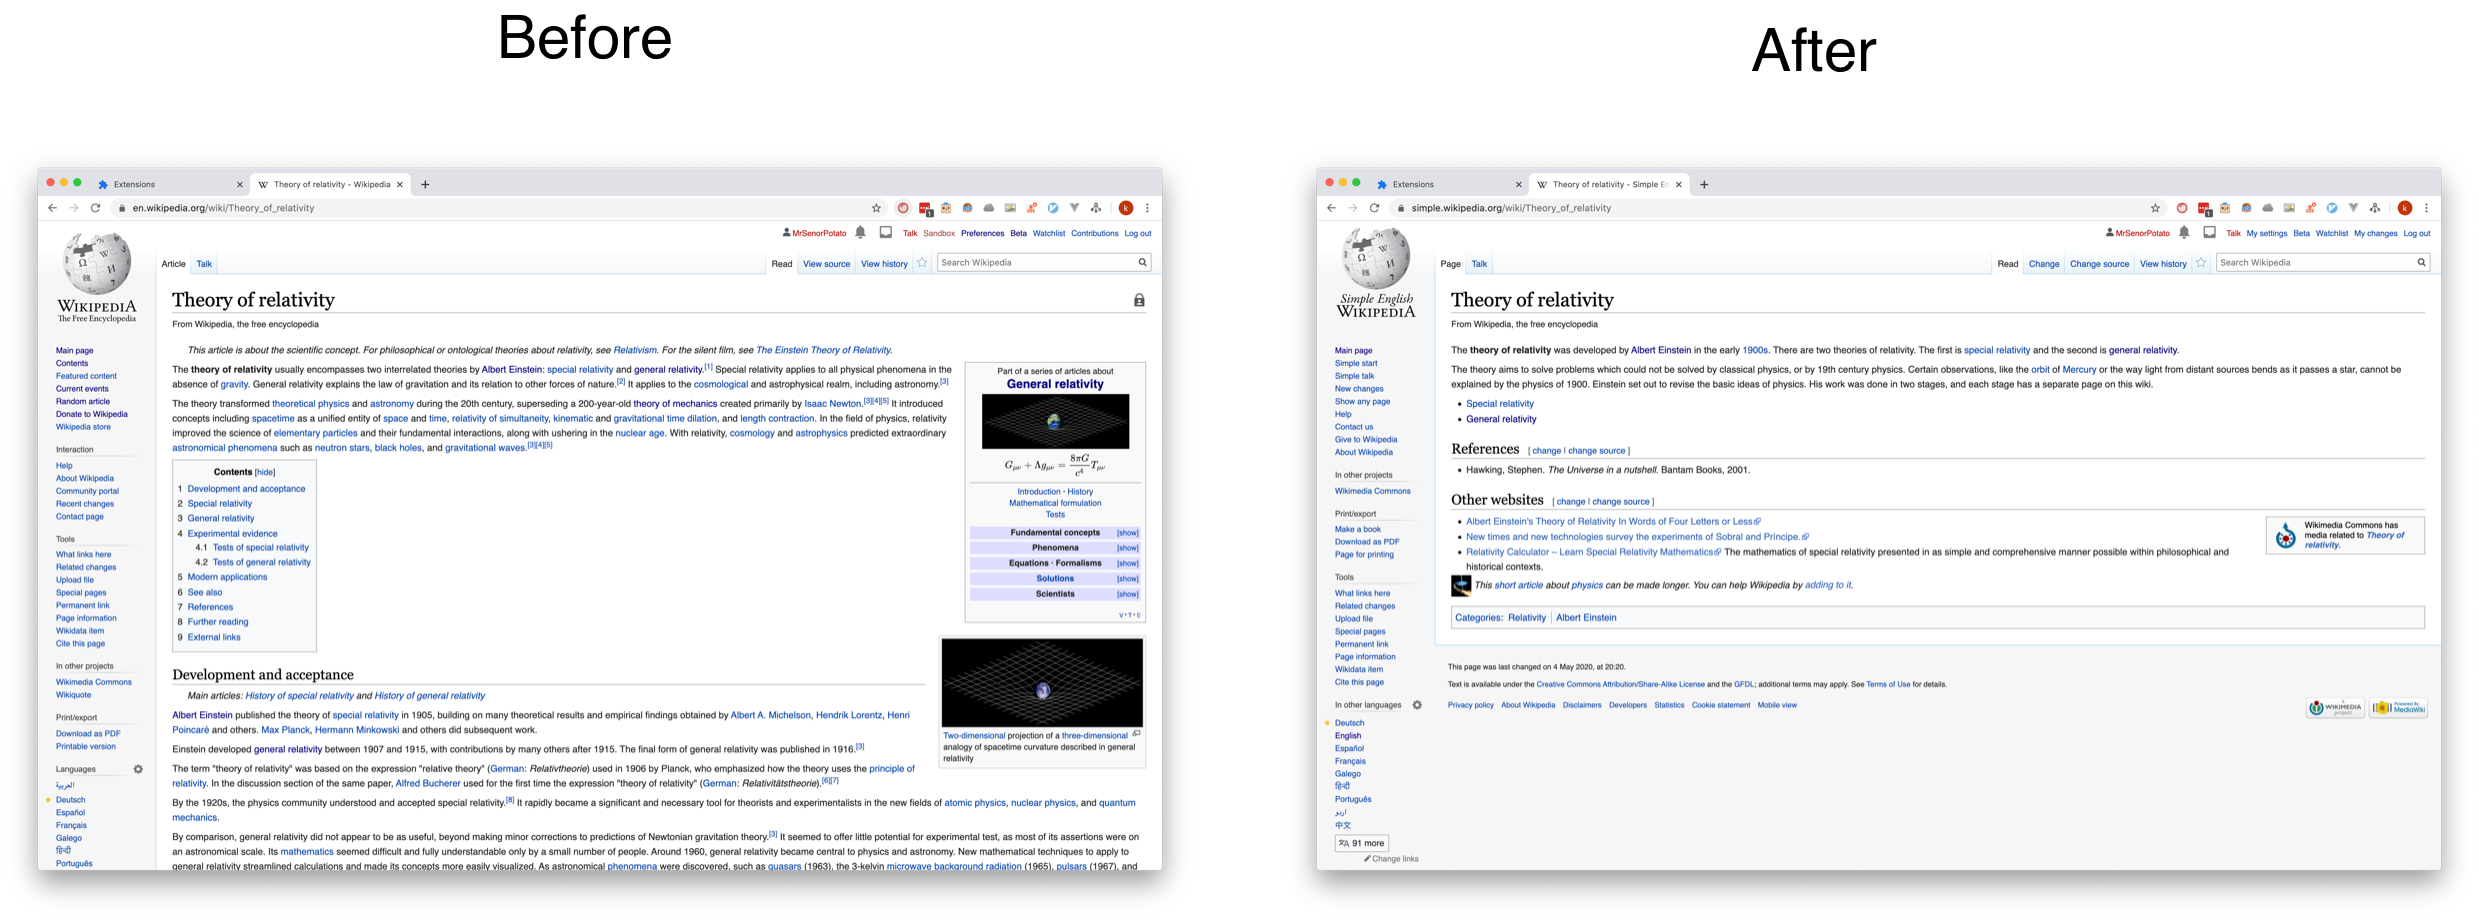 Before
After
Extensions
Theory of relativity - Wikipedia
en.wikipedia.org/wiki/Theory_of_relativity
MrSenorPotato Talk Sandbox Preferences Beta Watchlist Contributions Log out
Article Talk Read View source View history Search Wikipedia
WIKIPEDIA
The Free Encyclopedia
Main page
Contents
Featured content
Current events
Random article
Donate to Wikipedia
Wikipedia store
Interaction
Help
About Wikipedia
Community portal
Recent changes
Contact page
Tools
What links here
Related changes
Upload file
Special pages
Permanent link
Page information
Wikidata item
Cite this page
In other projects
Wikimedia Commons
Wikiquote
Print/export
Download as PDF
Printable version
Languages
العربية
Deutsch
Español
Français
Galego
हिन्दी
Português
Theory of relativity
From Wikipedia, the free encyclopedia
This article is about the scientific concept. For philosophical or ontological theories about relativity, see Relativism. For the silent film, see The Einstein Theory of Relativity.
The theory of relativity usually encompasses two interrelated theories by Albert Einstein: special relativity and general relativity.[1] Special relativity applies to all physical phenomena in the
absence of gravity. General relativity explains the law of gravitation and its relation to other forces of nature.[2] It applies to the cosmological and astrophysical realm, including astronomy.[3]
The theory transformed theoretical physics and astronomy during the 20th century, superseding a 200-year-old theory of mechanics created primarily by Isaac Newton.[3][4][5] It introduced
concepts including spacetime as a unified entity of space and time, relativity of simultaneity, kinematic and gravitational time dilation, and length contraction. In the field of physics, relativity
improved the science of elementary particles and their fundamental interactions, along with ushering in the nuclear age. With relativity, cosmology and astrophysics predicted extraordinary
astronomical phenomena such as neutron stars, black holes, and gravitational waves.[3][4][5]
Contents [hide]
1 Development and acceptance
2 Special relativity
3 General relativity
4 Experimental evidence
4.1 Tests of special relativity
4.2 Tests of general relativity
5 Modern applications
6 See also
7 References
8 Further reading
9 External links
Part of a series of articles about
General relativity
Gμν + Λgμν = 8πG/c⁴ Tμν
Introduction · History
Mathematical formulation
Tests
Fundamental concepts [show]
Phenomena [show]
Equations · Formalisms [show]
Solutions [show]
Scientists [show]
V · T · E
Two-dimensional projection of a three-dimensional
analogy of spacetime curvature described in general
relativity
Development and acceptance
Main articles: History of special relativity and History of general relativity
Albert Einstein published the theory of special relativity in 1905, building on many theoretical results and empirical findings obtained by Albert A. Michelson, Hendrik Lorentz, Henri
Poincaré and others. Max Planck, Hermann Minkowski and others did subsequent work.
Einstein developed general relativity between 1907 and 1915, with contributions by many others after 1915. The final form of general relativity was published in 1916.[3]
The term "theory of relativity" was based on the expression "relative theory" (German: Relativtheorie) used in 1906 by Planck, who emphasized how the theory uses the principle of
relativity. In the discussion section of the same paper, Alfred Bucherer used for the first time the expression "theory of relativity" (German: Relativitätstheorie).[6][7]
By the 1920s, the physics community understood and accepted special relativity.[8] It rapidly became a significant and necessary tool for theorists and experimentalists in the new fields of atomic physics, nuclear physics, and quantum
mechanics.
By comparison, general relativity did not appear to be as useful, beyond making minor corrections to predictions of Newtonian gravitation theory.[3] It seemed to offer little potential for experimental test, as most of its assertions were on
an astronomical scale. Its mathematics seemed difficult and fully understandable only by a small number of people. Around 1960, general relativity became central to physics and astronomy. New mathematical techniques to apply to
general relativity streamlined calculations and made its concepts more easily visualized. As astronomical phenomena were discovered, such as quasars (1963), the 3-kelvin microwave background radiation (1965), pulsars (1967), and
Extensions
Theory of relativity - Simple En
simple.wikipedia.org/wiki/Theory_of_relativity
MrSenorPotato Talk My settings Beta Watchlist My changes Log out
Page Talk Read Change Change source View history Search Wikipedia
Simple English
WIKIPEDIA
Main page
Simple start
Simple talk
New changes
Show any page
Help
Contact us
Give to Wikipedia
About Wikipedia
In other projects
Wikimedia Commons
Print/export
Make a book
Download as PDF
Page for printing
Tools
What links here
Related changes
Upload file
Special pages
Permanent link
Page information
Wikidata item
Cite this page
In other languages
Deutsch
English
Español
Français
Galego
हिन्दी
Português
اردو
中文
91 more
Change links
Theory of relativity
From Wikipedia, the free encyclopedia
The theory of relativity was developed by Albert Einstein in the early 1900s. There are two theories of relativity. The first is special relativity and the second is general relativity.
The theory aims to solve problems which could not be solved by classical physics, or by 19th century physics. Certain observations, like the orbit of Mercury or the way light from distant sources bends as it passes a star, cannot be
explained by the physics of 1900. Einstein set out to revise the basic ideas of physics. His work was done in two stages, and each stage has a separate page on this wiki.
• Special relativity
• General relativity
References [ change | change source ]
• Hawking, Stephen. The Universe in a nutshell. Bantam Books, 2001.
Other websites [ change | change source ]
• Albert Einstein's Theory of Relativity In Words of Four Letters or Less
• New times and new technologies survey the experiments of Sobral and Principe.
• Relativity Calculator – Learn Special Relativity Mathematics The mathematics of special relativity presented in as simple and comprehensive manner possible within philosophical and
historical contexts.
Wikimedia Commons has
media related to Theory of
relativity.
This short article about physics can be made longer. You can help Wikipedia by adding to it.
Categories: Relativity | Albert Einstein
This page was last changed on 4 May 2020, at 20:20.
Text is available under the Creative Commons Attribution/Share-Alike License and the GFDL; additional terms may apply. See Terms of Use for details.
Privacy policy About Wikipedia Disclaimers Developers Statistics Cookie statement Mobile view
A WIKIMEDIA project
Powered By MediaWiki